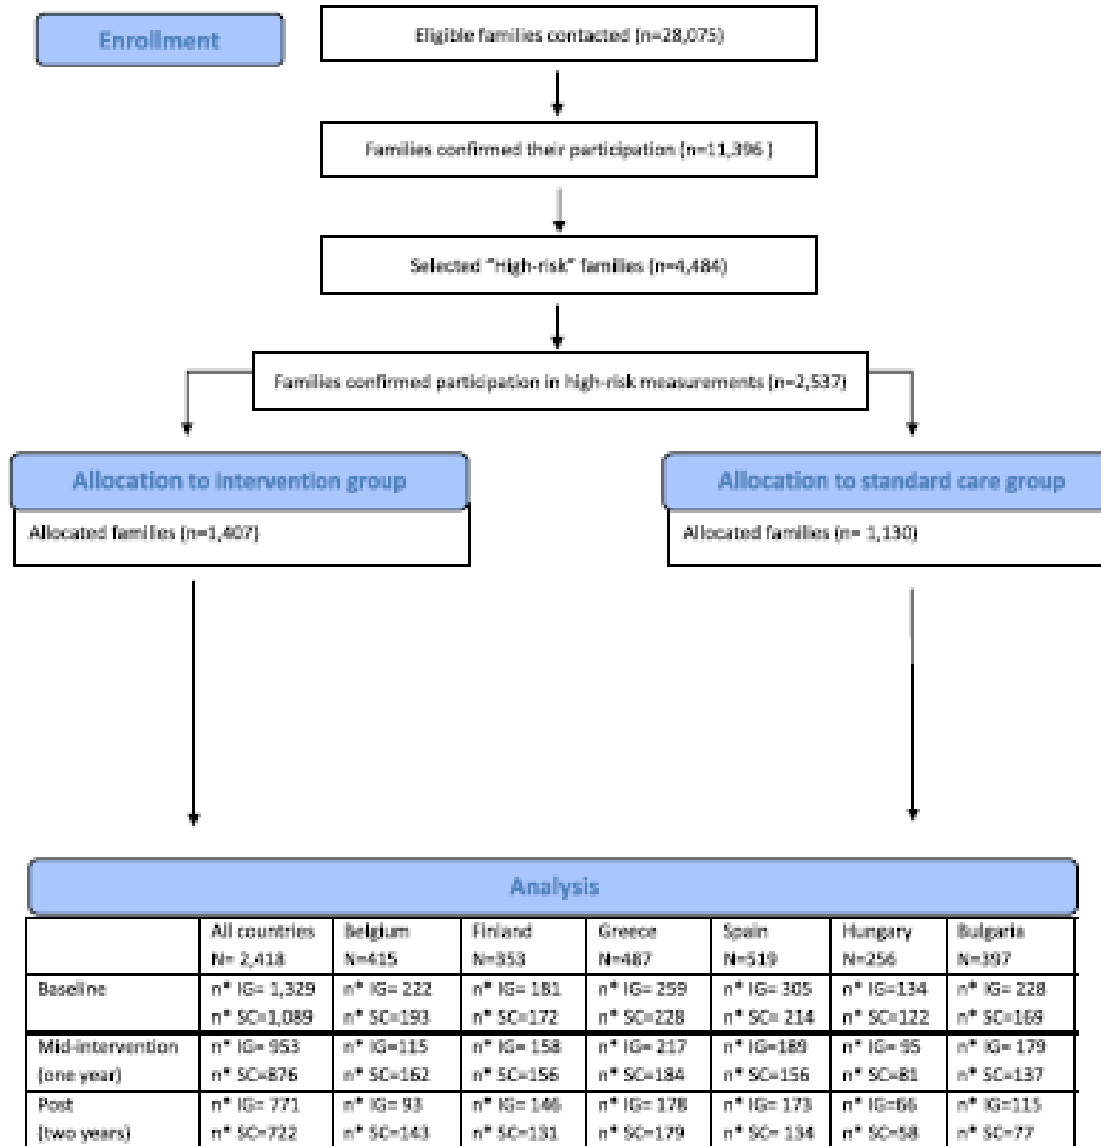 Enrollment
Eligible families contacted (n=28,075)
Families confirmed their participation (n=11,396 )
Selected "High-risk" families (n=4,484)
Families confirmed participation in high-risk measurements (n=2,537)
Allocation to intervention group
Allocated families (n=1,407)
Allocation to standard care group
Allocated families (n= 1,130)
Analysis
All countries Belgium Finland Greece Spain Hungary Bulgaria
N= 2,418 N=415 N=353 N=487 N=519 N=256 N=397
Baseline n* IG= 1,329 n* IG= 222 n* IG= 181 n* IG= 259 n* IG= 305 n* IG=134 n* IG= 228
n* SC=1,089 n* SC=193 n* SC=172 n* SC=228 n* SC= 214 n* SC=122 n* SC=169
Mid-intervention n* IG= 953 n* IG=115 n* IG= 158 n* IG= 217 n* IG=189 n* IG= 95 n* IG= 179
(one year) n* SC=876 n* SC=162 n* SC=156 n* SC=184 n* SC=156 n* SC=81 n* SC=137
Post n* IG= 771 n* IG= 93 n* IG= 146 n* IG= 178 n* IG= 173 n* IG=66 n* IG=115
(two years) n* SC=722 n* SC=143 n* SC=131 n* SC=179 n* SC= 134 n* SC=58 n* SC=77